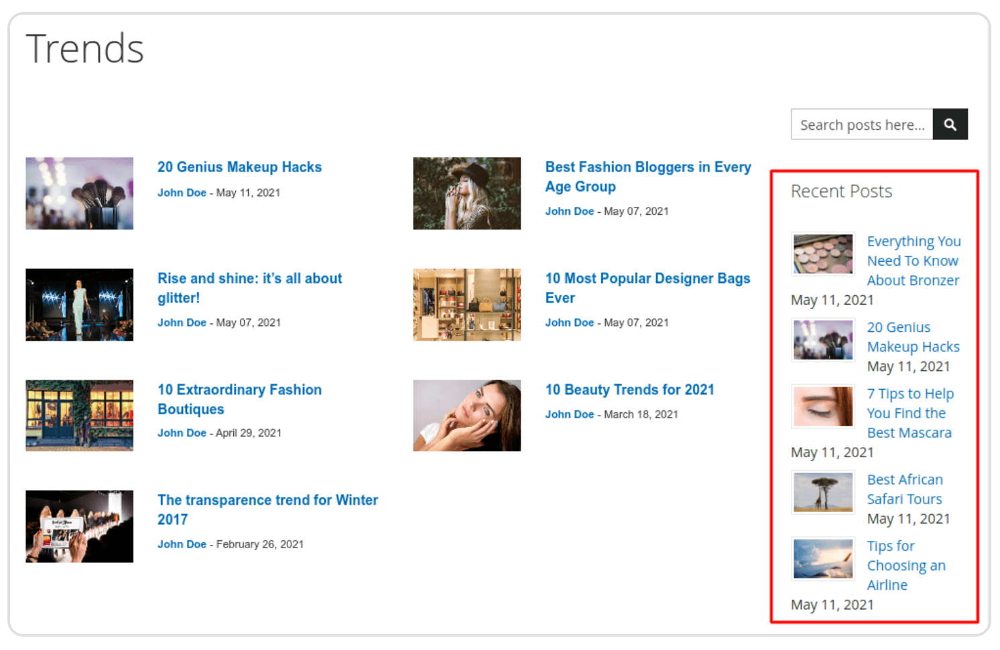 Trends
Search posts here...
20 Genius Makeup Hacks
John Doe - May 11, 2021
Best Fashion Bloggers in Every
Age Group
John Doe - May 07, 2021
Rise and shine: it’s all about
glitter!
John Doe - May 07, 2021
10 Most Popular Designer Bags
Ever
John Doe - May 07, 2021
10 Extraordinary Fashion
Boutiques
John Doe - April 29, 2021
10 Beauty Trends for 2021
John Doe - March 18, 2021
The transparence trend for Winter
2017
John Doe - February 26, 2021
Recent Posts
Everything You
Need To Know
About Bronzer
May 11, 2021
20 Genius
Makeup Hacks
May 11, 2021
7 Tips to Help
You Find the
Best Mascara
May 11, 2021
Best African
Safari Tours
May 11, 2021
Tips for
Choosing an
Airline
May 11, 2021